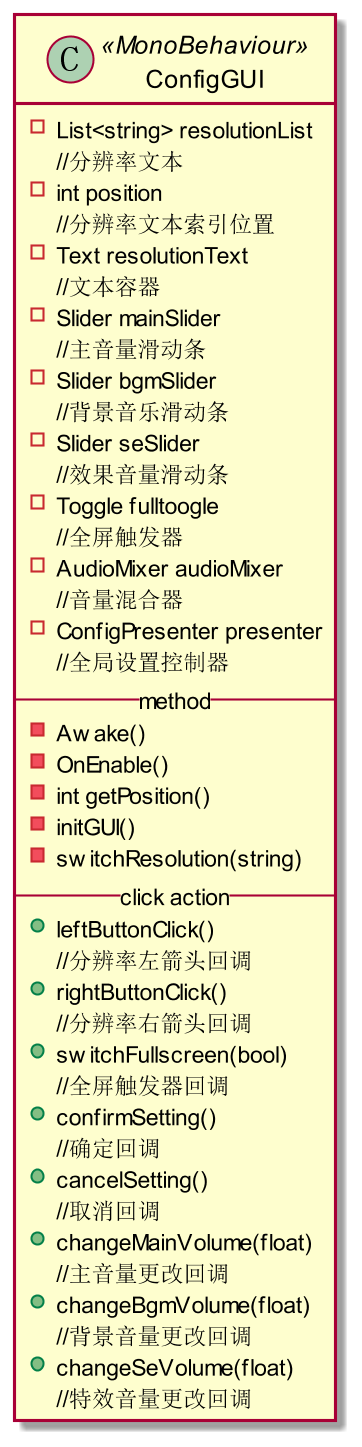 C
«MonoBehaviour»
ConfigGUI
List<string> resolutionList
//分辨率文本
int position
//分辨率文本索引位置
Text resolutionText
//文本容器
Slider mainSlider
//主音量滑动条
Slider bgmSlider
//背景音乐滑动条
Slider seSlider
//效果音量滑动条
Toggle fulltoogle
//全屏触发器
AudioMixer audioMixer
//音量混合器
ConfigPresenter presenter
//全局设置控制器
method
Awake()
OnEnable()
int getPosition()
initGUI()
switchResolution(string)
click action
leftButtonClick()
//分辨率左箭头回调
rightButtonClick()
//分辨率右箭头回调
switchFullscreen(bool)
//全屏触发器回调
confirmSetting()
//确定回调
cancelSetting()
//取消回调
changeMainVolume(float)
//主音量更改回调
changeBgmVolume(float)
//背景音量更改回调
changeSeVolume(float)
//特效音量更改回调